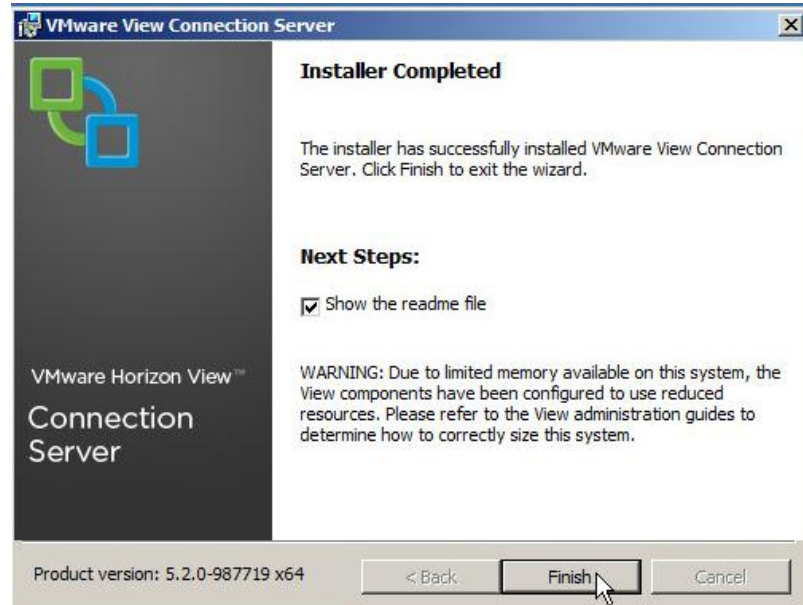 VMware View Connection Server
Installer Completed
The installer has successfully installed VMware View Connection
Server. Click Finish to exit the wizard.
Next Steps:
Show the readme file
WARNING: Due to limited memory available on this system, the
View components have been configured to use reduced
resources. Please refer to the View administration guides to
determine how to correctly size this system.
VMware Horizon View™
Connection
Server
Product version: 5.2.0-987719 x64
< Back
Finish
Cancel